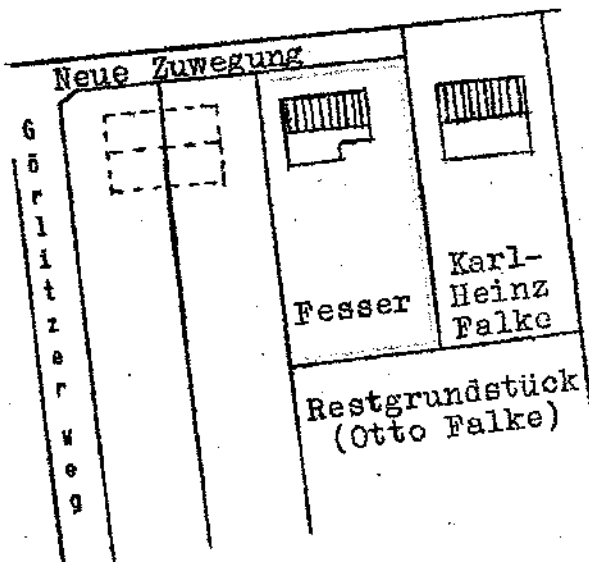 Neue Zuwegung
Görlitzer Weg
Fesser
Karl-
Heinz
Falke
Restgrundstück
(Otto Falke)